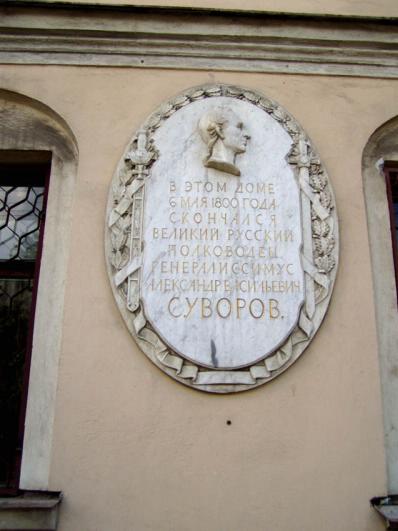 В ЭТОМ ДОМЕ
6 МАЯ 1800 ГОДА
СКОНЧАЛСЯ
ВЕЛИКИЙ РУССКИЙ
ПОЛКОВОДЕЦ
ГЕНЕРАЛИССИМУС
АЛЕКСАНДР ВАСИЛЬЕВИЧ
СУВОРОВ.